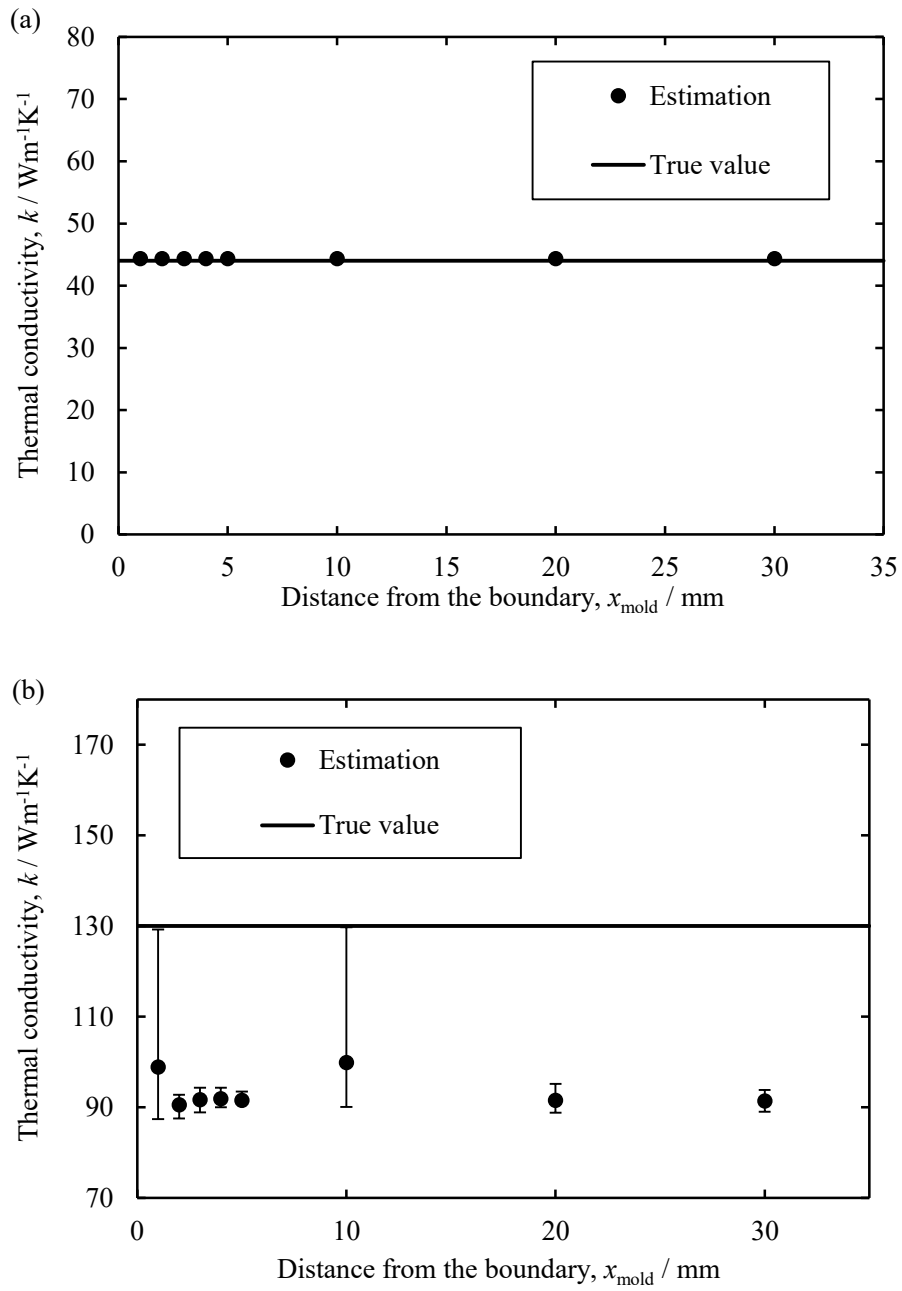 (a)
80
70
60
50
40
30
20
10
0
Thermal conductivity, k / Wm⁻¹K⁻¹
Estimation
True value
0 5 10 15 20 25 30 35
Distance from the boundary, xmold / mm
(b)
170
150
130
110
90
70
Thermal conductivity, k / Wm⁻¹K⁻¹
Estimation
True value
0 10 20 30
Distance from the boundary, xmold / mm